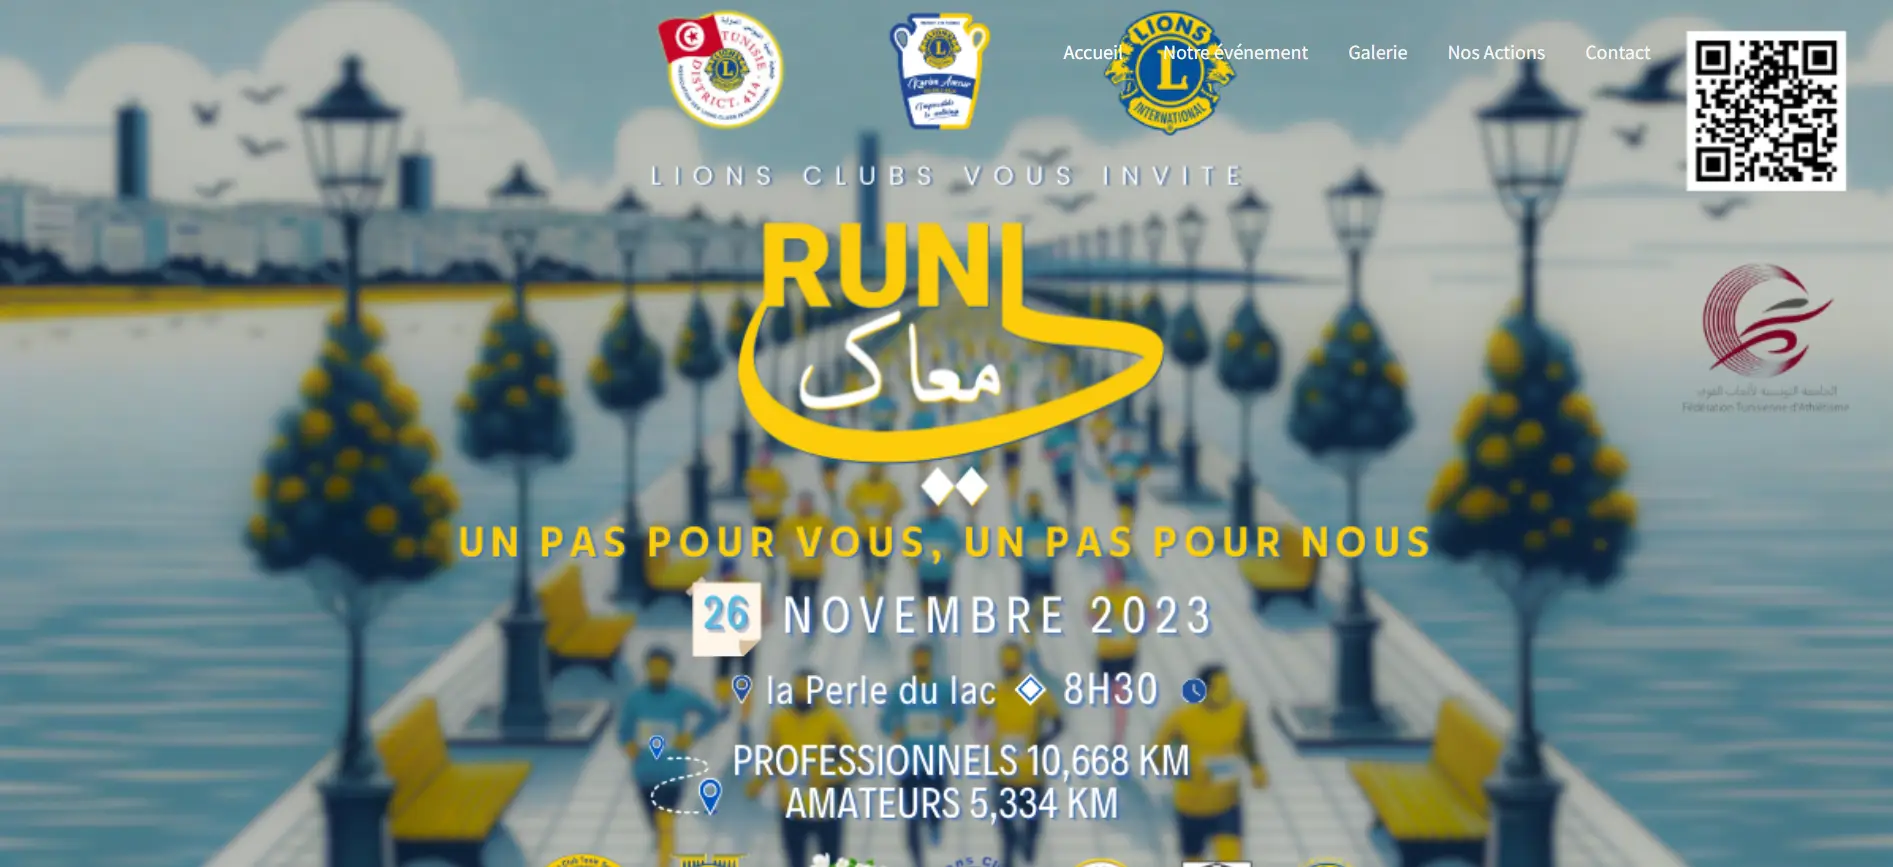 Accueil Notre événement Galerie Nos Actions Contact
TUNISIE
DISTRICT. 414
LIONS
L
INTERNATIONAL
LIONS CLUBS VOUS INVITE
RUN
معاك
الجامعة التونسية لألعاب القوى
Fédération Tunisienne d'Athlétisme
UN PAS POUR VOUS, UN PAS POUR NOUS
26 NOVEMBRE 2023
la Perle du lac 8H30
PROFESSIONNELS 10,668 KM
AMATEURS 5,334 KM